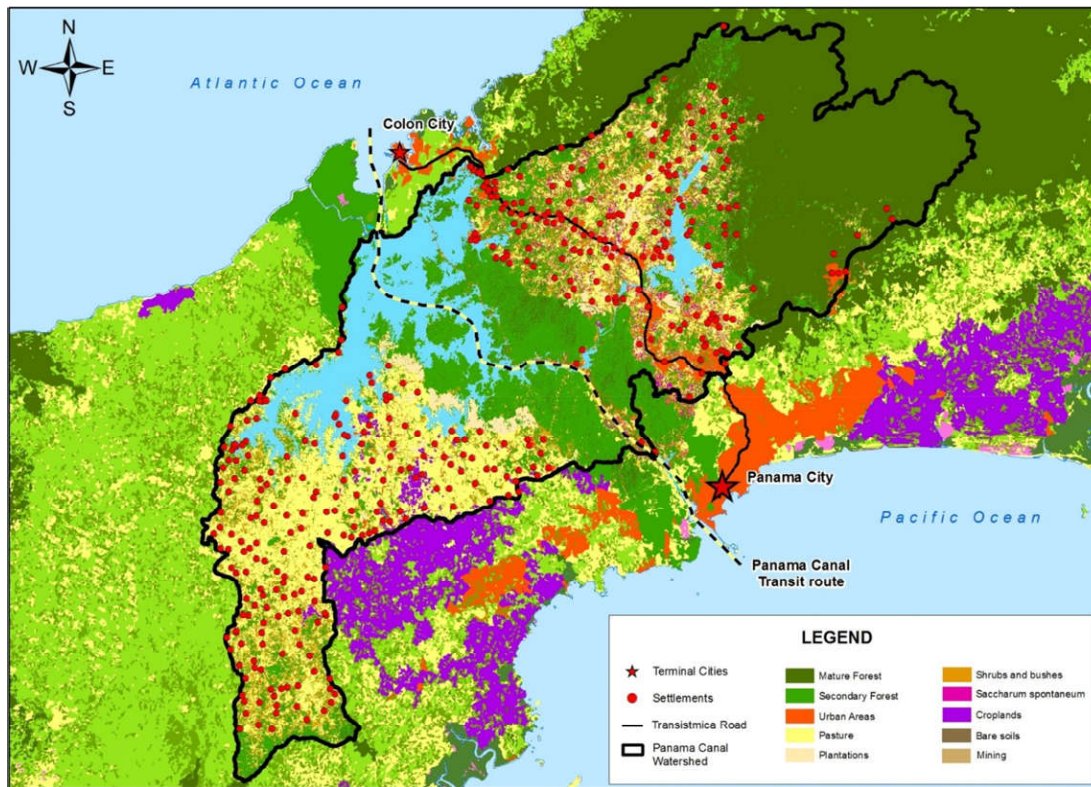 N
W E
S
Atlantic Ocean
Colon City
Panama City
Pacific Ocean
Panama Canal
Transit route
LEGEND
Terminal Cities
Settlements
Transistmica Road
Panama Canal
Watershed
Mature Forest
Secondary Forest
Urban Areas
Pasture
Plantations
Shrubs and bushes
Saccharum spontaneum
Croplands
Bare soils
Mining